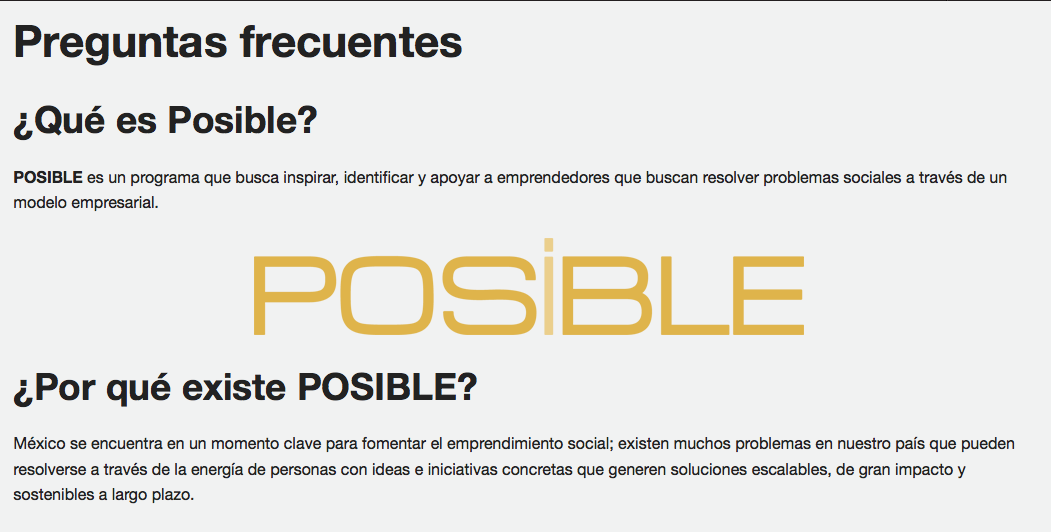 Preguntas frecuentes
¿Qué es Posible?
POSIBLE es un programa que busca inspirar, identificar y apoyar a emprendedores que buscan resolver problemas sociales a través de un
modelo empresarial.
POSiBLE
¿Por qué existe POSIBLE?
México se encuentra en un momento clave para fomentar el emprendimiento social; existen muchos problemas en nuestro país que pueden
resolverse a través de la energía de personas con ideas e iniciativas concretas que generen soluciones escalables, de gran impacto y
sostenibles a largo plazo.